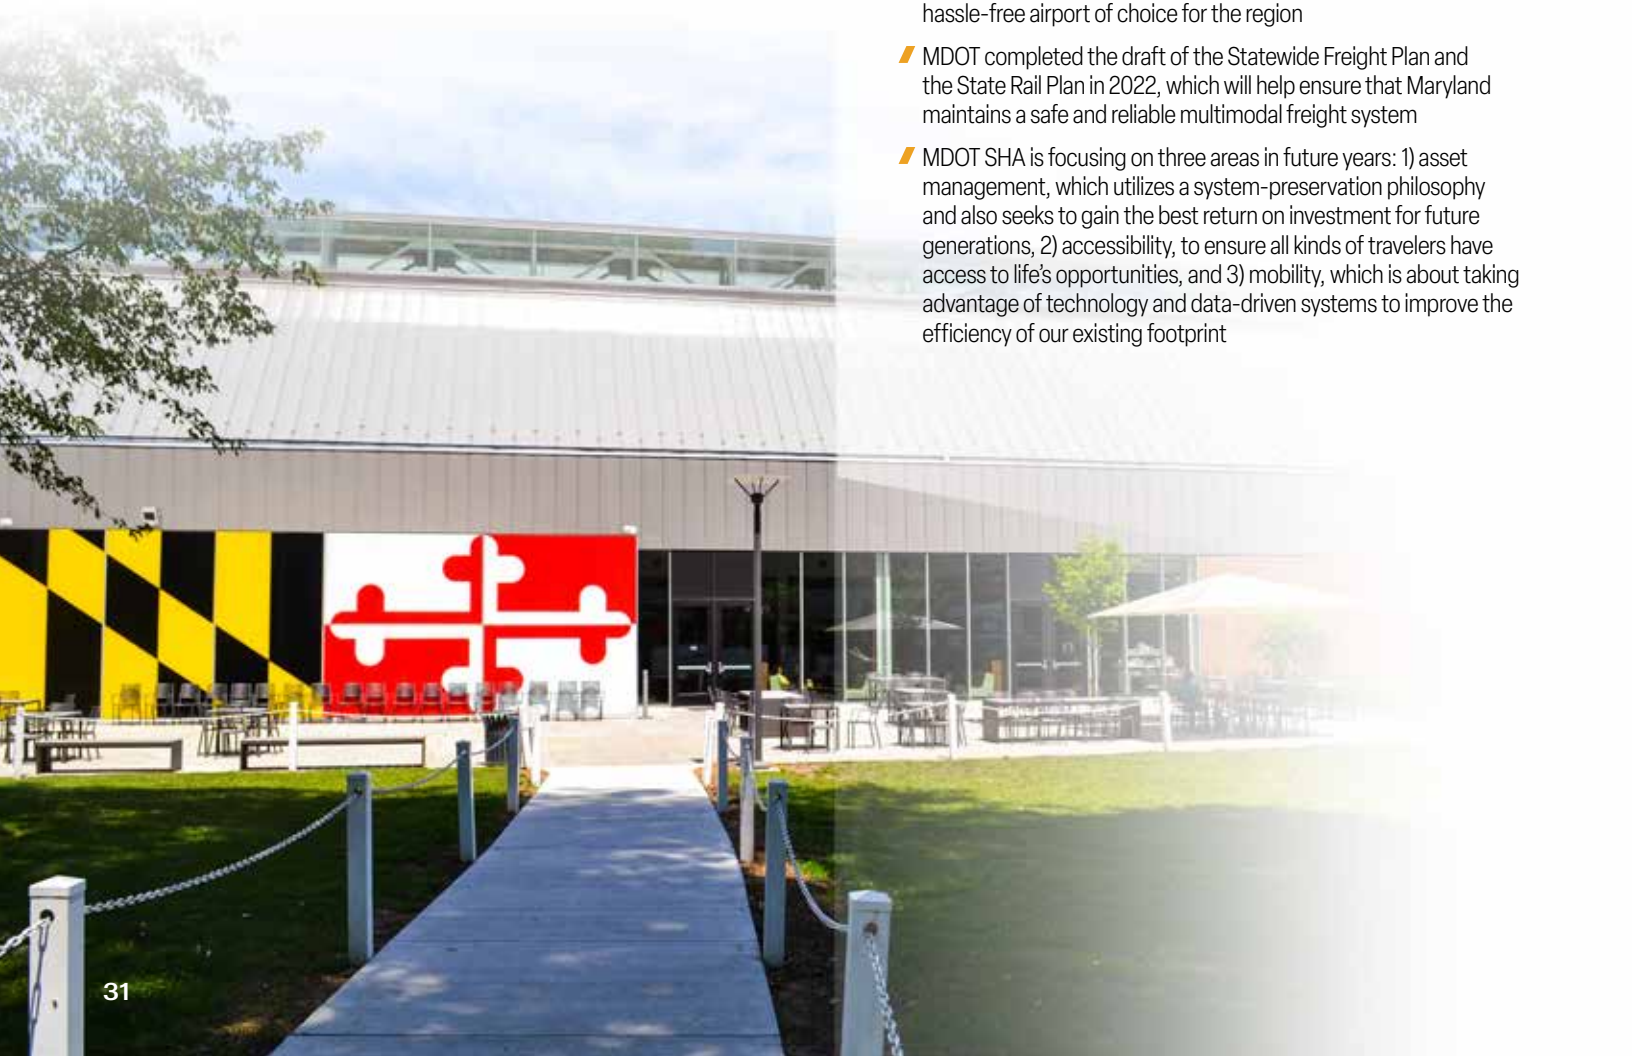 hassle-free airport of choice for the region
MDOT completed the draft of the Statewide Freight Plan and
the State Rail Plan in 2022, which will help ensure that Maryland
maintains a safe and reliable multimodal freight system
MDOT SHA is focusing on three areas in future years: 1) asset
management, which utilizes a system-preservation philosophy
and also seeks to gain the best return on investment for future
generations, 2) accessibility, to ensure all kinds of travelers have
access to life’s opportunities, and 3) mobility, which is about taking
advantage of technology and data-driven systems to improve the
efficiency of our existing footprint
31